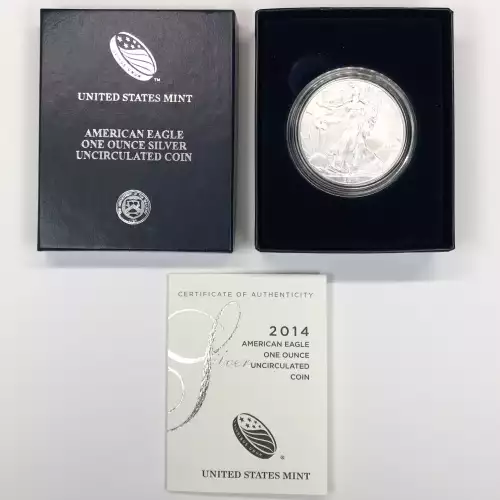 UNITED STATES MINT
AMERICAN EAGLE
ONE OUNCE SILVER
UNCIRCULATED COIN
CERTIFICATE OF AUTHENTICITY
2014
AMERICAN EAGLE
ONE OUNCE
Silver UNCIRCULATED
COIN
UNITED STATES MINT